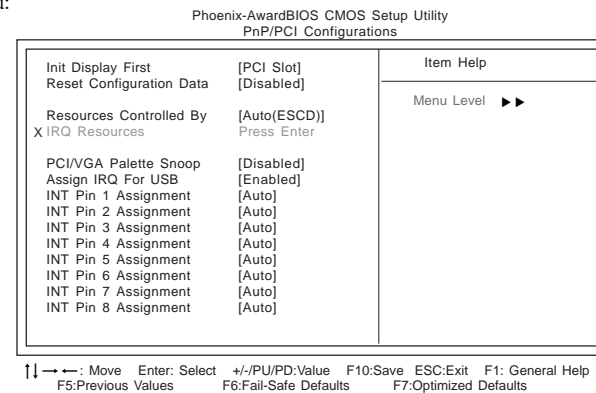 u:
Phoenix-AwardBIOS CMOS Setup Utility
PnP/PCI Configurations
Init Display First [PCI Slot]
Reset Configuration Data [Disabled]
Resources Controlled By [Auto(ESCD)]
X IRQ Resources Press Enter
PCI/VGA Palette Snoop [Disabled]
Assign IRQ For USB [Enabled]
INT Pin 1 Assignment [Auto]
INT Pin 2 Assignment [Auto]
INT Pin 3 Assignment [Auto]
INT Pin 4 Assignment [Auto]
INT Pin 5 Assignment [Auto]
INT Pin 6 Assignment [Auto]
INT Pin 7 Assignment [Auto]
INT Pin 8 Assignment [Auto]
Item Help
Menu Level ▶▶
↑↓→←: Move Enter: Select +/-/PU/PD:Value F10:Save ESC:Exit F1: General Help
F5:Previous Values F6:Fail-Safe Defaults F7:Optimized Defaults